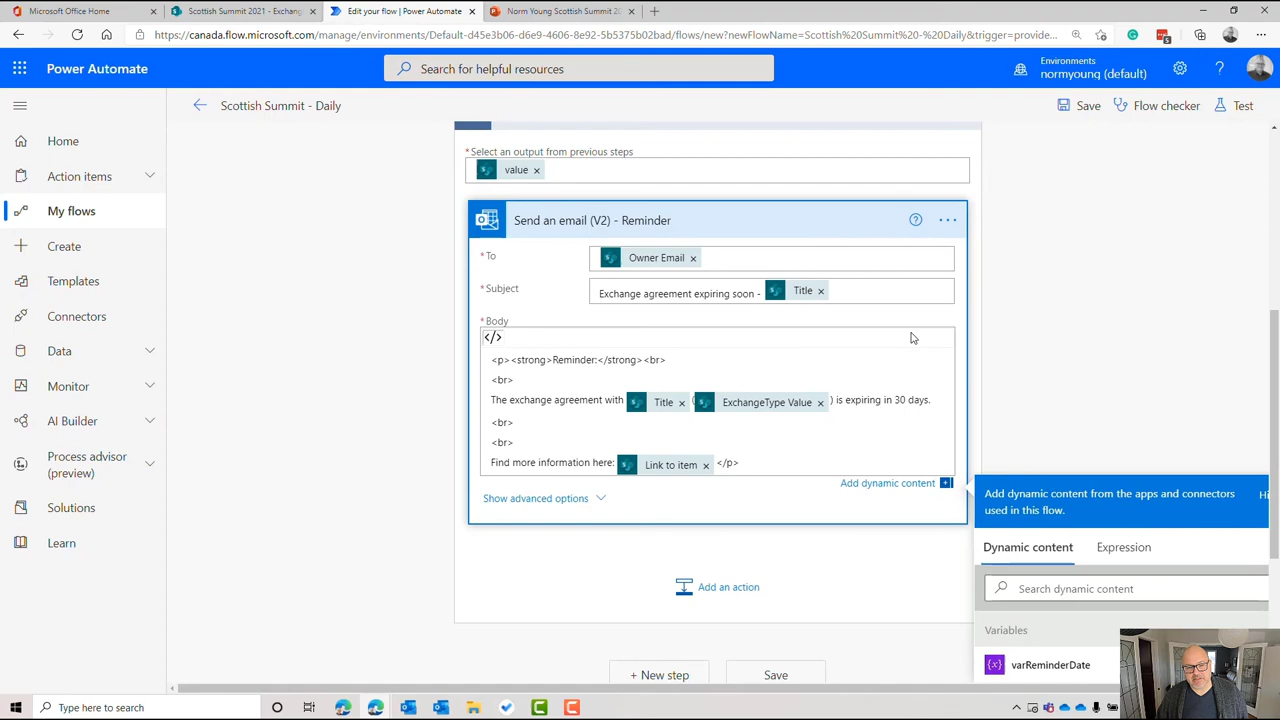 Microsoft Office Home
Scottish Summit 2021 - Exchang
Edit your flow | Power Automate
Norm Young Scottish Summit 20
https://canada.flow.microsoft.com/manage/environments/Default-d45e3b06-d6e9-4606-8e92-5b5375b02bad/flows/new?newFlowName=Scottish%20Summit%20-%20Daily&trigger=provide...
Power Automate
Search for helpful resources
Environments
normyoung (default)
Scottish Summit - Daily
Save
Flow checker
Test
Home
Action items
My flows
Create
Templates
Connectors
Data
Monitor
AI Builder
Process advisor
(preview)
Solutions
Learn
*Select an output from previous steps
value ×
Send an email (V2) - Reminder
*To
Owner Email ×
*Subject
Exchange agreement expiring soon - Title ×
*Body
</>
<p><strong>Reminder:</strong><br>
<br>
The exchange agreement with Title × ( ExchangeType Value × ) is expiring in 30 days.
<br>
<br>
Find more information here: Link to item × </p>
Add dynamic content
Show advanced options
Add an action
+ New step
Save
Add dynamic content from the apps and connectors
used in this flow.
Hi
Dynamic content
Expression
Search dynamic content
Variables
{x} varReminderDate
Type here to search